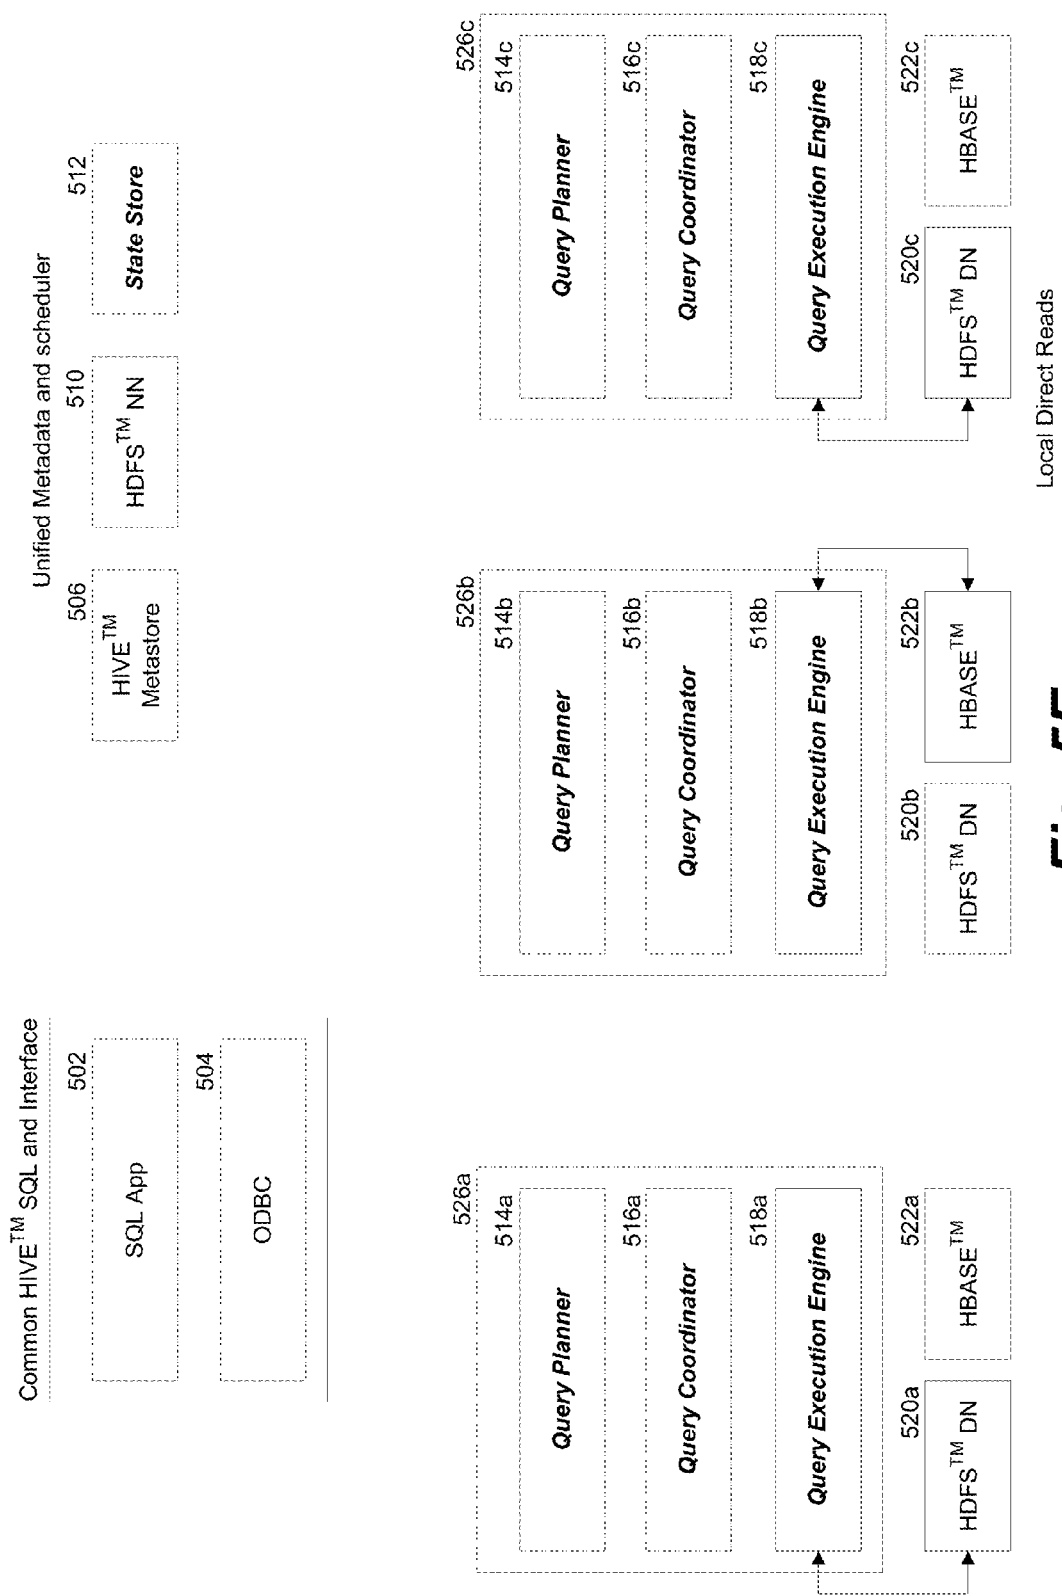 Common HIVE™ SQL and Interface
502
SQL App
504
ODBC
Unified Metadata and scheduler
506
HIVE™
Metastore
510
HDFS™ NN
512
State Store
526a
514a
Query Planner
516a
Query Coordinator
518a
Query Execution Engine
520a
HDFS™ DN
522a
HBASE™
526b
514b
Query Planner
516b
Query Coordinator
518b
Query Execution Engine
520b
HDFS™ DN
522b
HBASE™
526c
514c
Query Planner
516c
Query Coordinator
518c
Query Execution Engine
520c
HDFS™ DN
522c
HBASE™
Local Direct Reads